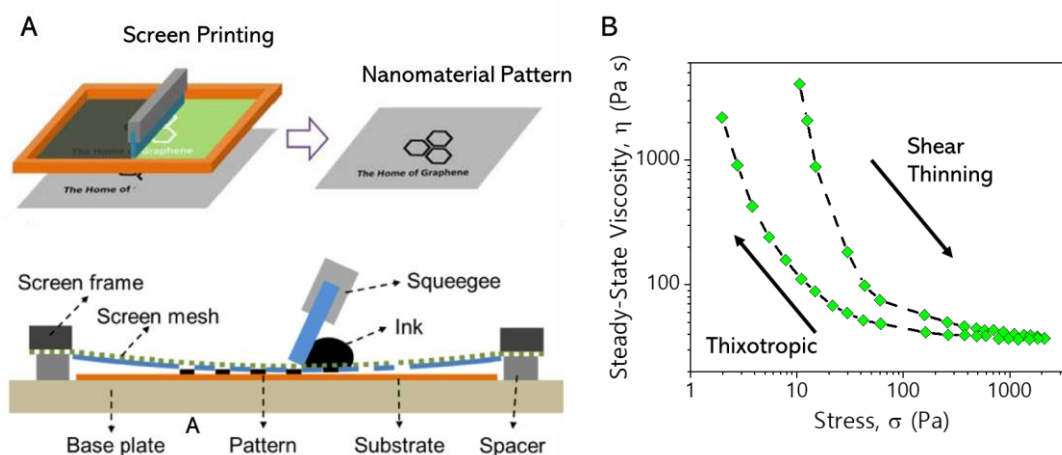 A
Screen Printing
Nanomaterial Pattern
The Home of Graphene
The Home of
The Home of Graphene
Screen frame
Screen mesh
Squeegee
Ink
A
Base plate
Pattern
Substrate
Spacer
B
Steady-State Viscosity, η (Pa s)
1000
100
Shear
Thinning
Thixotropic
1
10
100
1000
Stress, σ (Pa)